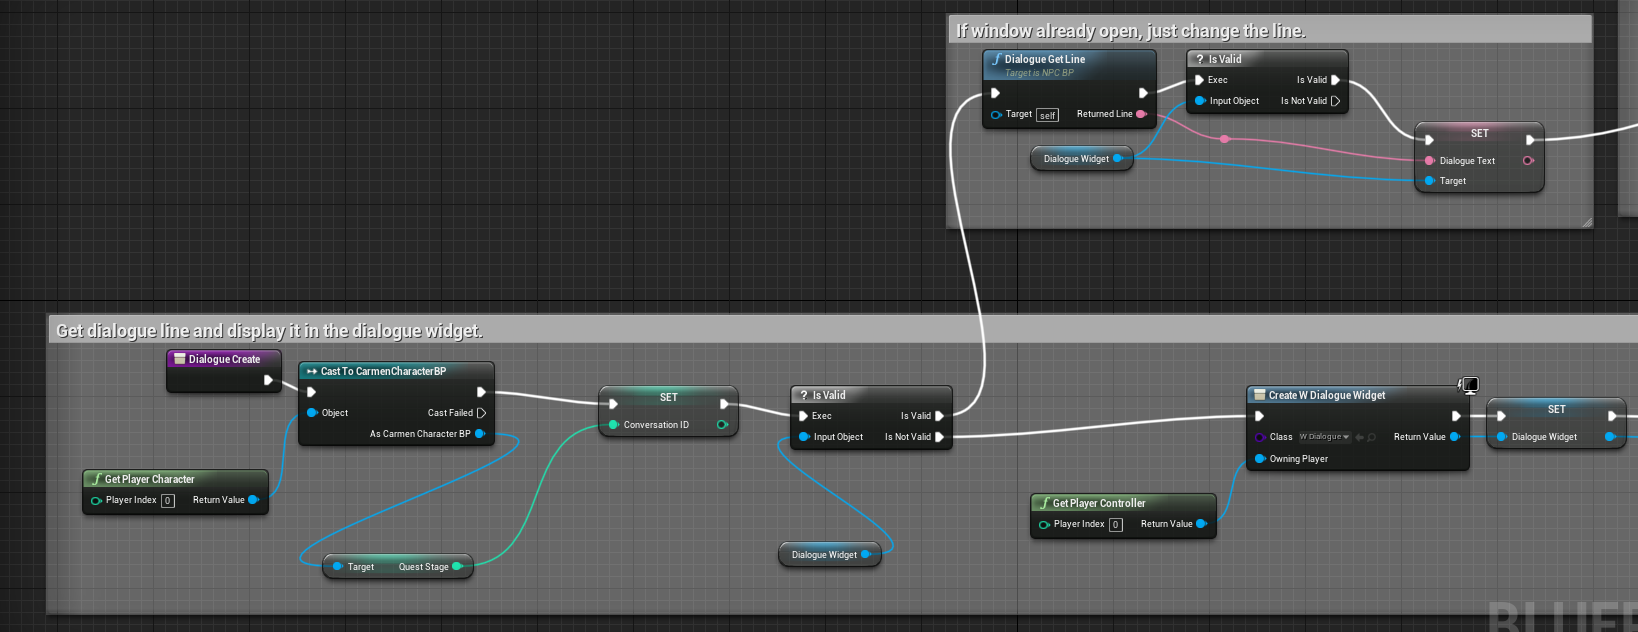 If window already open, just change the line.
f Dialogue Get Line
Target is NPC BP
Target self Returned Line
? Is Valid
Exec Is Valid
Input Object Is Not Valid
Dialogue Widget
SET
Dialogue Text
Target
Get dialogue line and display it in the dialogue widget.
Dialogue Create
Cast To CarmenCharacterBP
Object Cast Failed
As Carmen Character BP
f Get Player Character
Player Index 0 Return Value
Target Quest Stage
SET
Conversation ID
? Is Valid
Exec Is Valid
Input Object Is Not Valid
Dialogue Widget
Create W Dialogue Widget
Class W Dialogue Return Value
Owning Player
f Get Player Controller
Player Index 0 Return Value
SET
Dialogue Widget